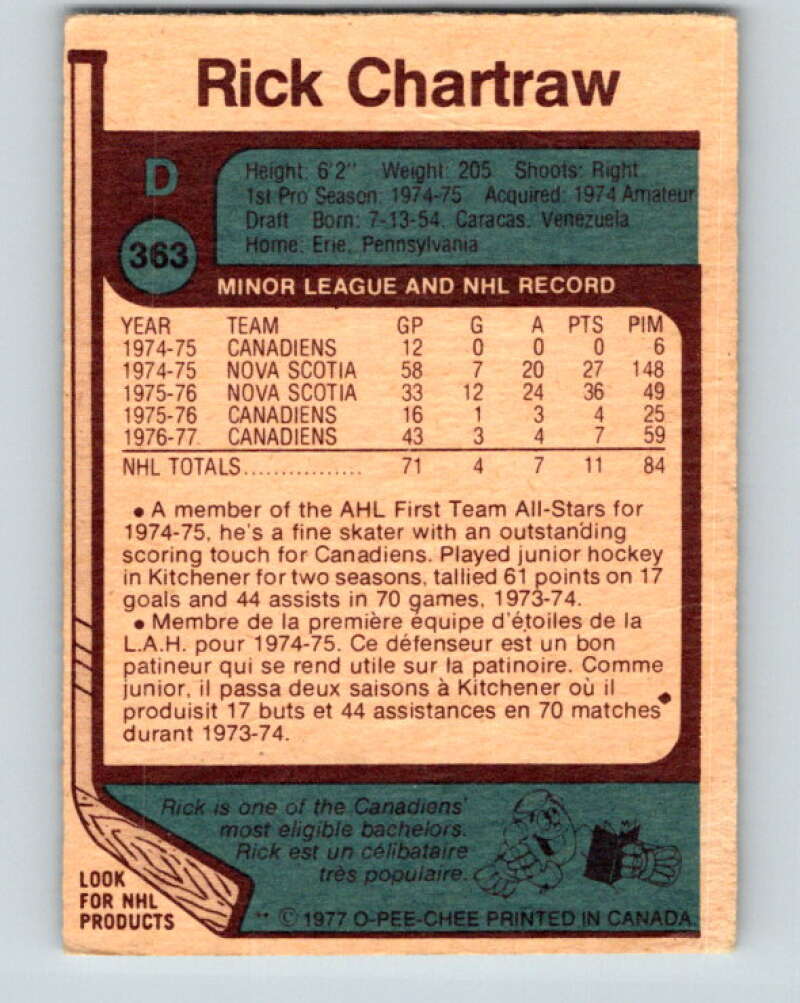 Rick Chartraw
D
363
Height: 6'2" Weight: 205 Shoots: Right
1st Pro Season: 1974-75 Acquired: 1974 Amateur
Draft Born: 7-13-54. Caracas. Venezuela
Home: Erie, Pennsylvania
MINOR LEAGUE AND NHL RECORD
YEAR TEAM GP G A PTS PIM
1974-75 CANADIENS 12 0 0 0 6
1974-75 NOVA SCOTIA 58 7 20 27 148
1975-76 NOVA SCOTIA 33 12 24 36 49
1975-76 CANADIENS 16 1 3 4 25
1976-77 CANADIENS 43 3 4 7 59
NHL TOTALS................ 71 4 7 11 84
● A member of the AHL First Team All-Stars for
1974-75, he's a fine skater with an outstanding
scoring touch for Canadiens. Played junior hockey
in Kitchener for two seasons, tallied 61 points on 17
goals and 44 assists in 70 games, 1973-74.
● Membre de la première équipe d'étoiles de la
L.A.H. pour 1974-75. Ce défenseur est un bon
patineur qui se rend utile sur la patinoire. Comme
junior, il passa deux saisons à Kitchener où il
produisit 17 buts et 44 assistances en 70 matches
durant 1973-74.
Rick is one of the Canadiens'
most eligible bachelors.
Rick est un célibataire
très populaire.
LOOK
FOR NHL
PRODUCTS
** © 1977 O-PEE-CHEE PRINTED IN CANADA